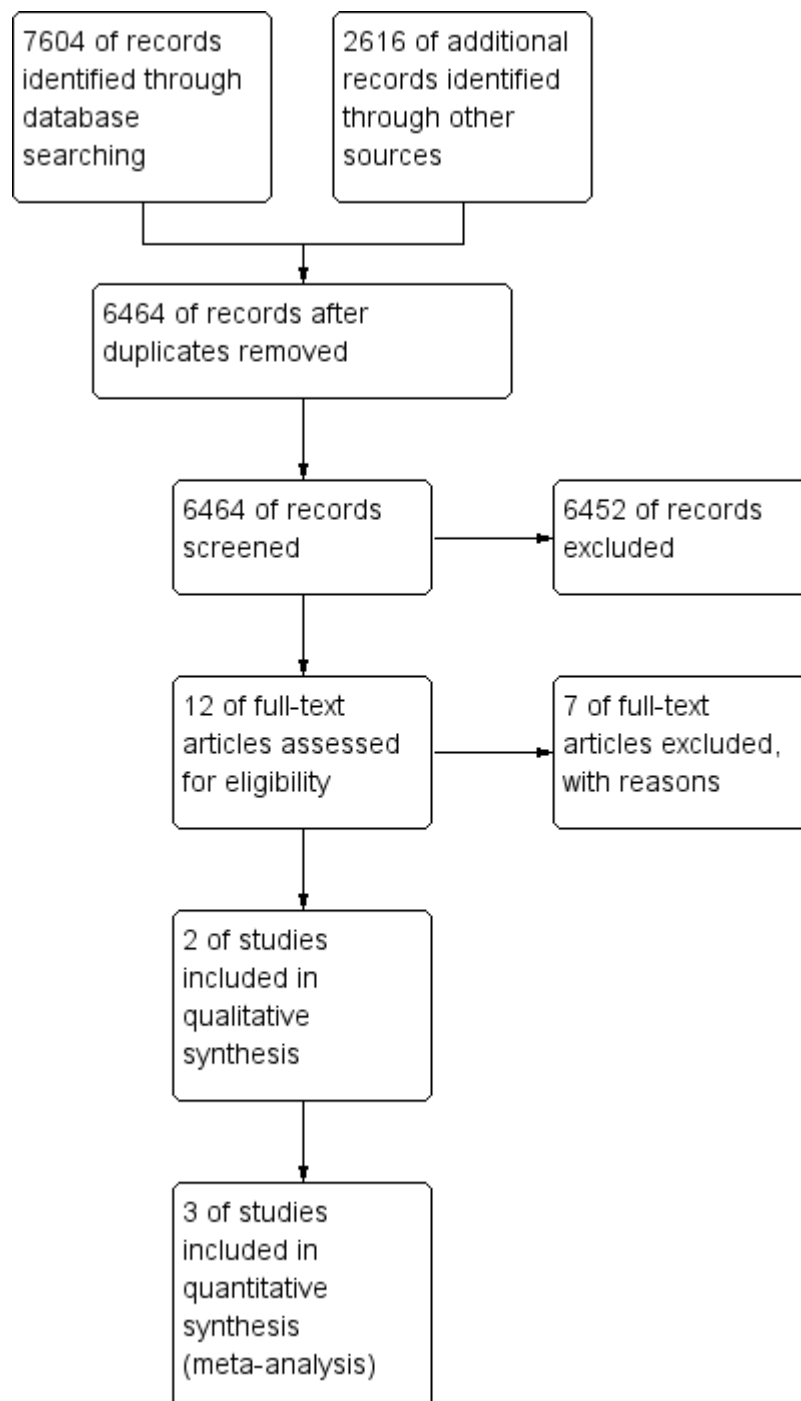 7604 of records
identified through
database
searching
2616 of additional
records identified
through other
sources
6464 of records after
duplicates removed
6464 of records
screened
6452 of records
excluded
12 of full-text
articles assessed
for eligibility
7 of full-text
articles excluded,
with reasons
2 of studies
included in
qualitative
synthesis
3 of studies
included in
quantitative
synthesis
(meta-analysis)